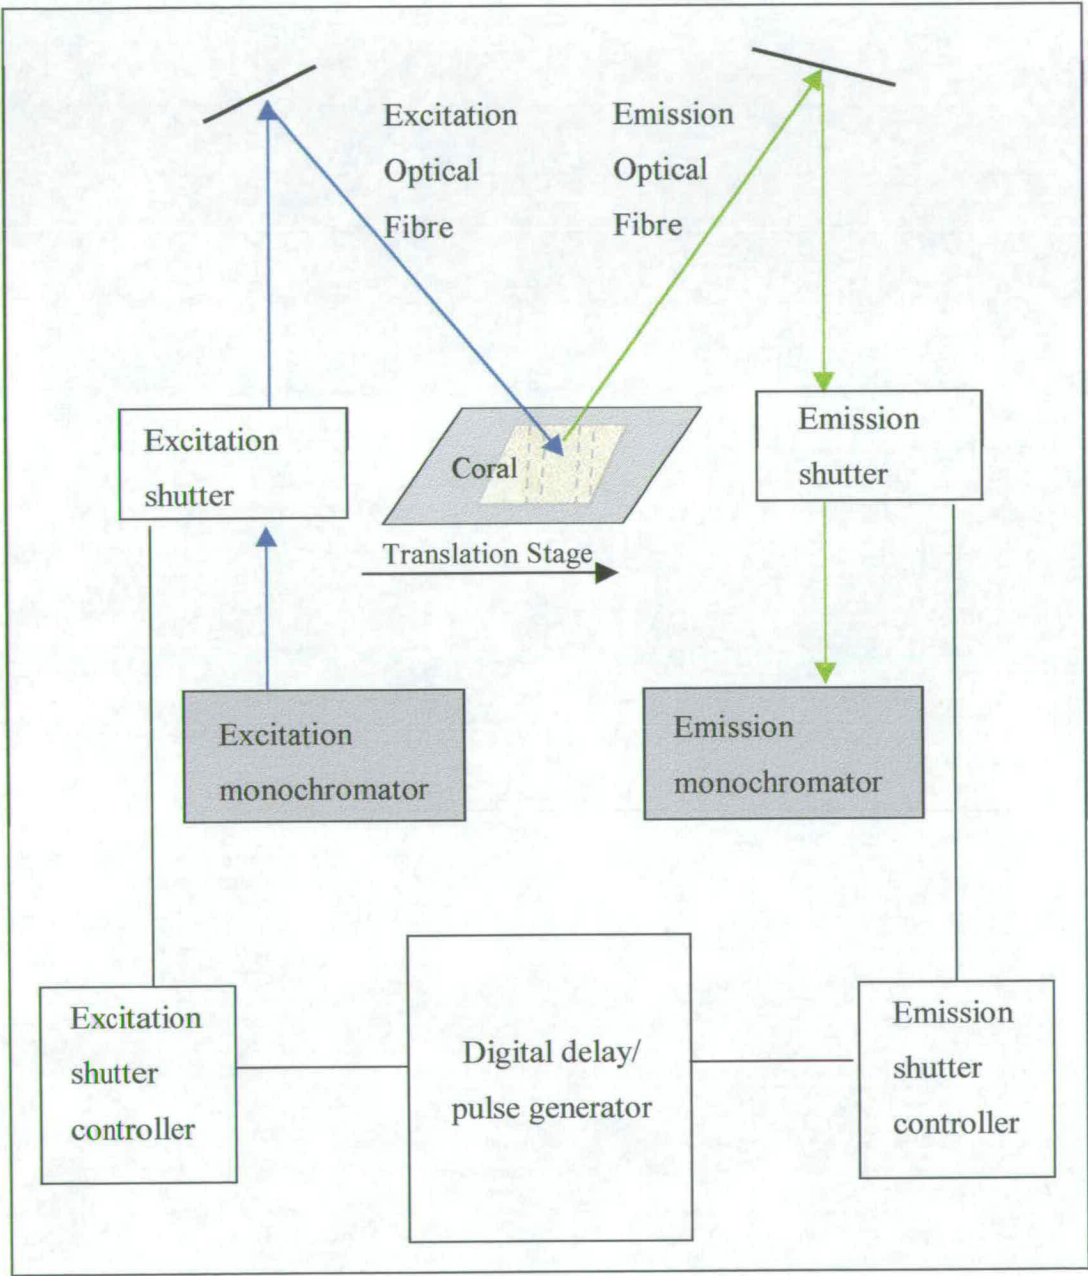 Excitation
Optical
Fibre
Emission
Optical
Fibre
Excitation
shutter
Coral
Emission
shutter
Translation Stage
Excitation
monochromator
Emission
monochromator
Excitation
shutter
controller
Digital delay/
pulse generator
Emission
shutter
controller